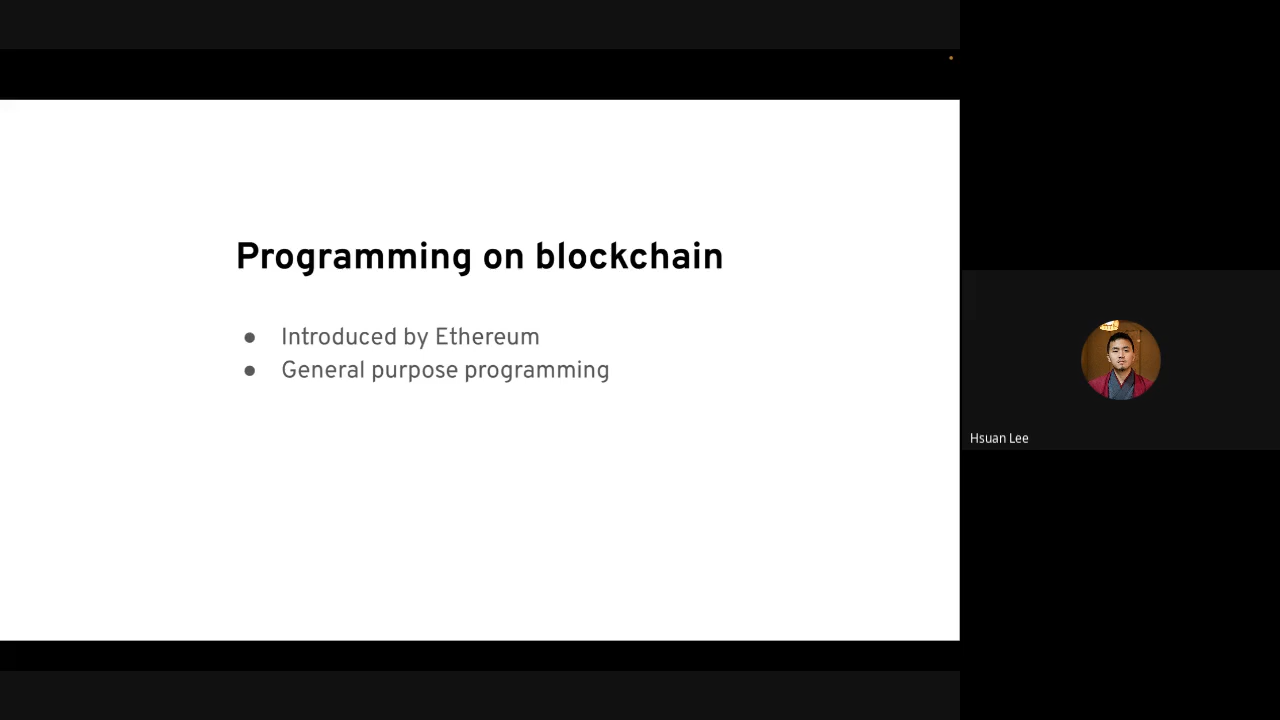 Programming on blockchain
● Introduced by Ethereum
● General purpose programming
Hsuan Lee